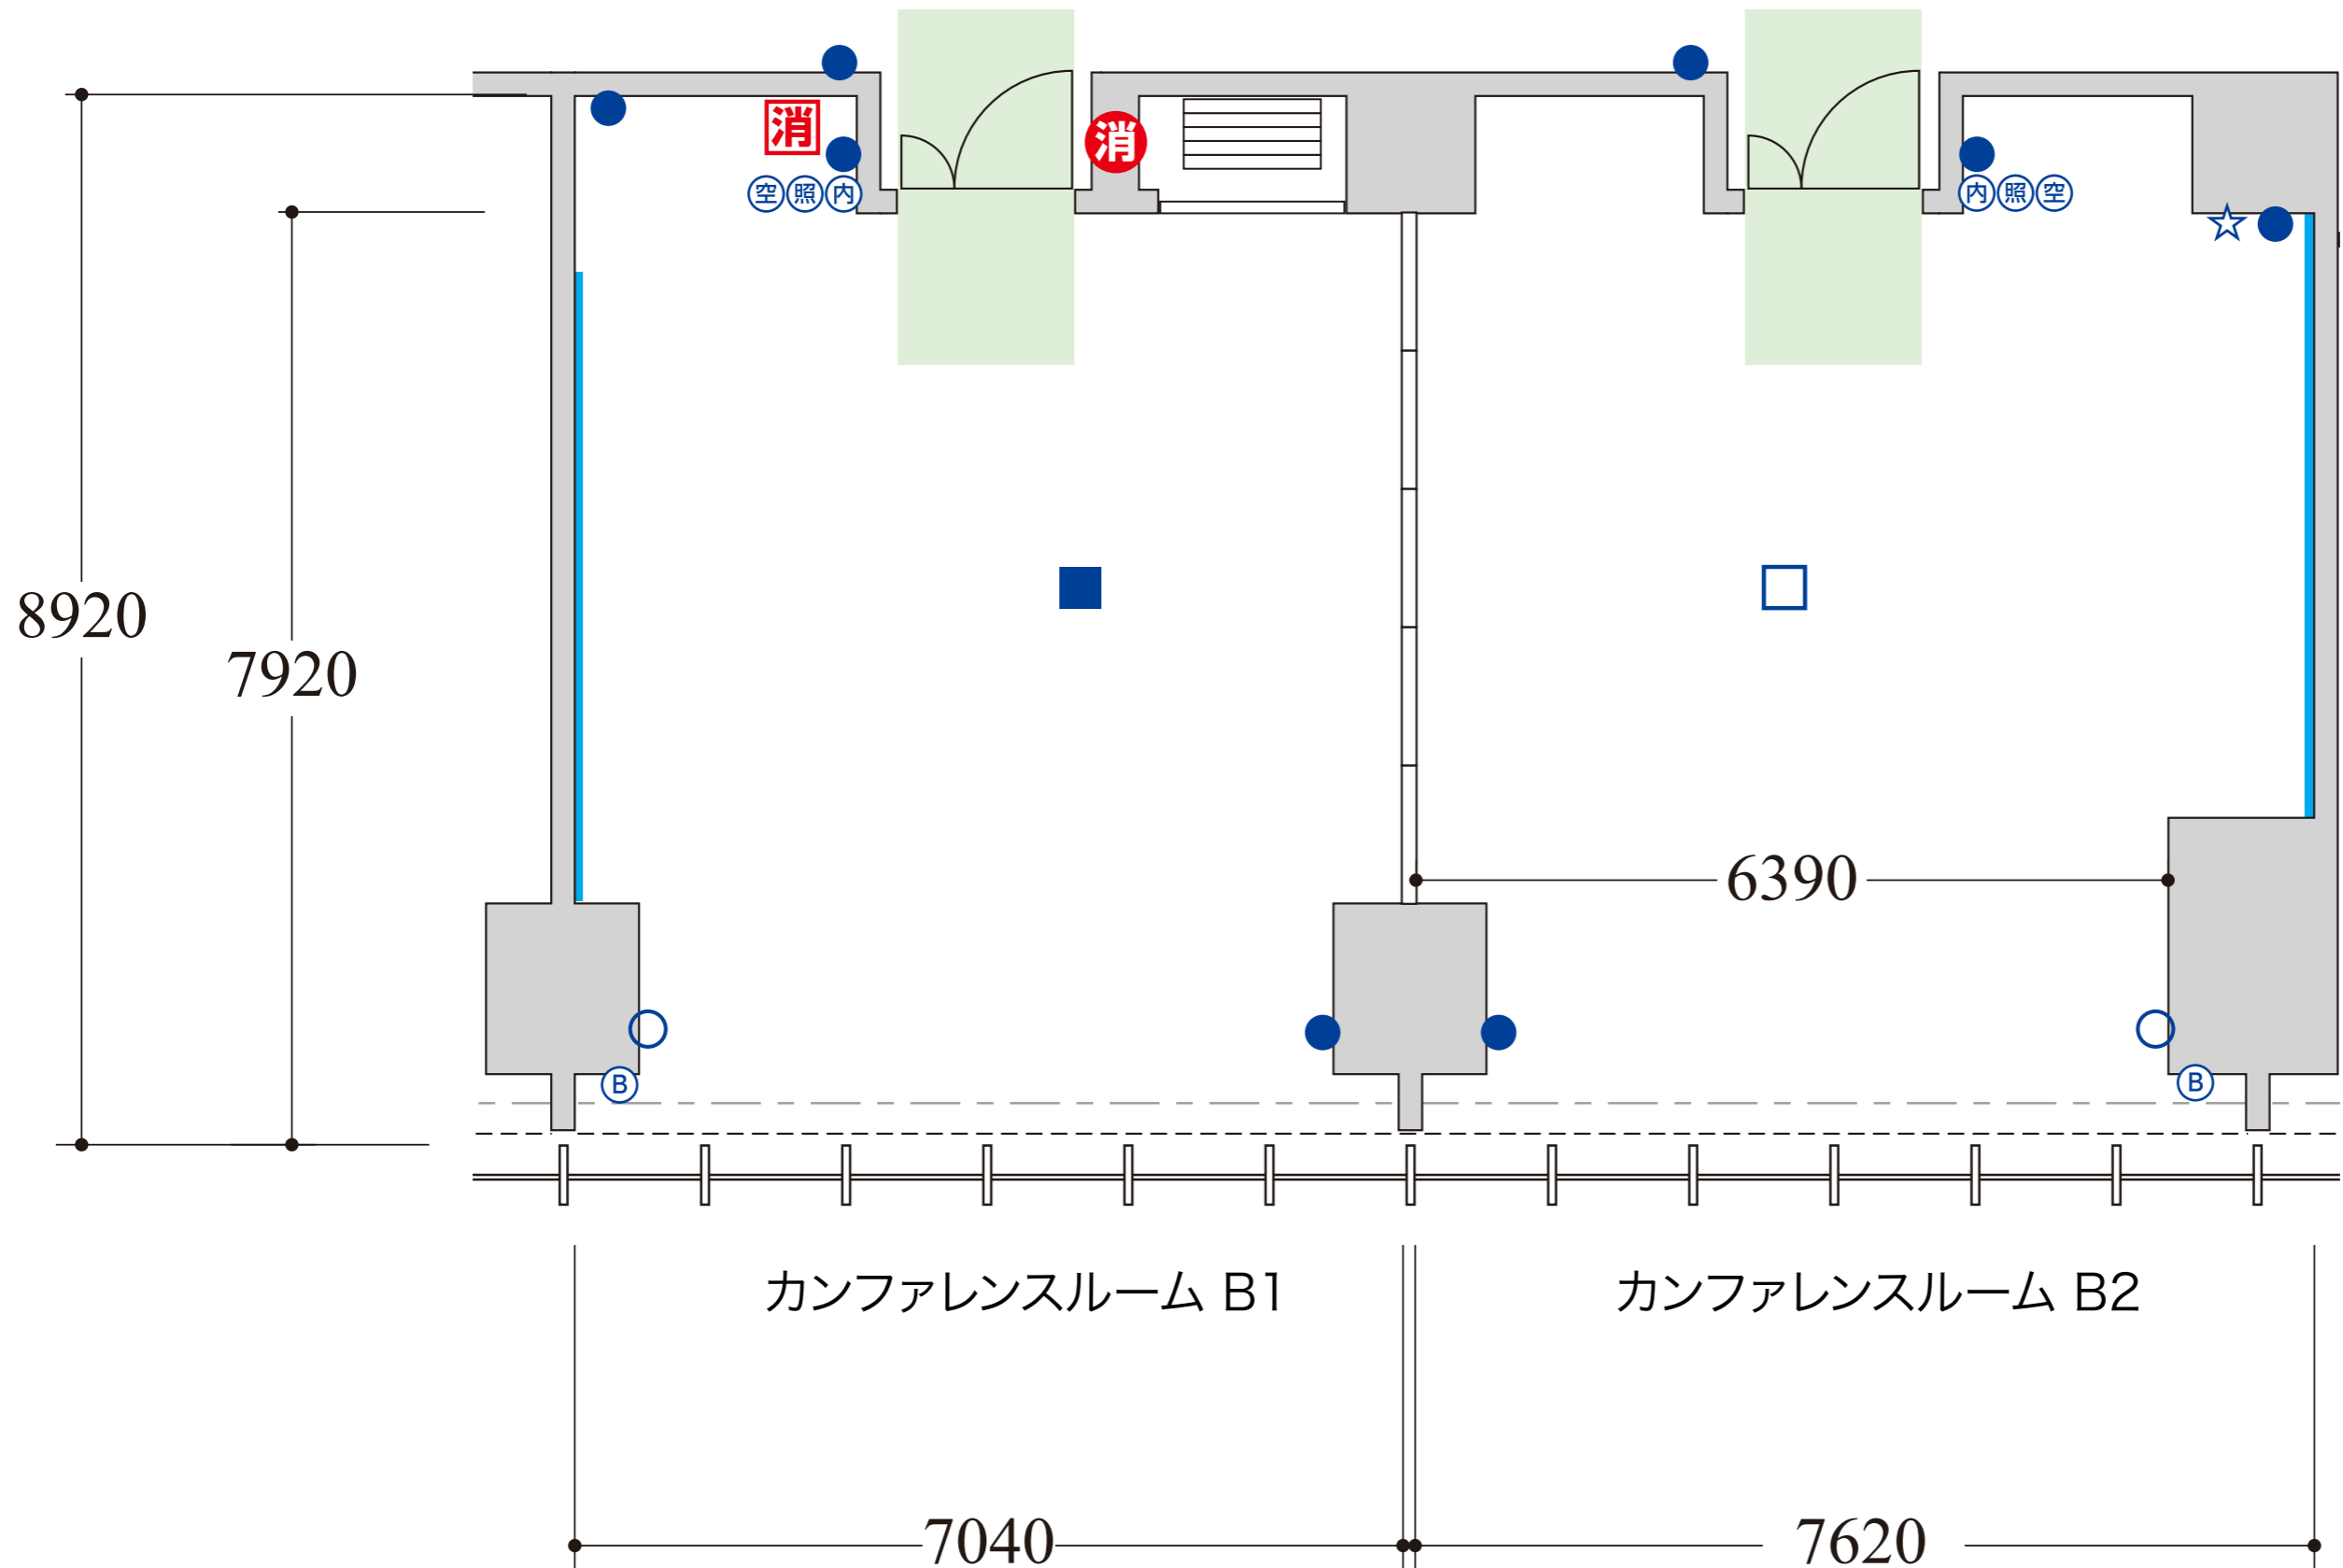 消
消
空 照 内
内 照 空
8920
7920
6390
B
B
カンファレンスルーム B1
カンファレンスルーム B2
7040
7620